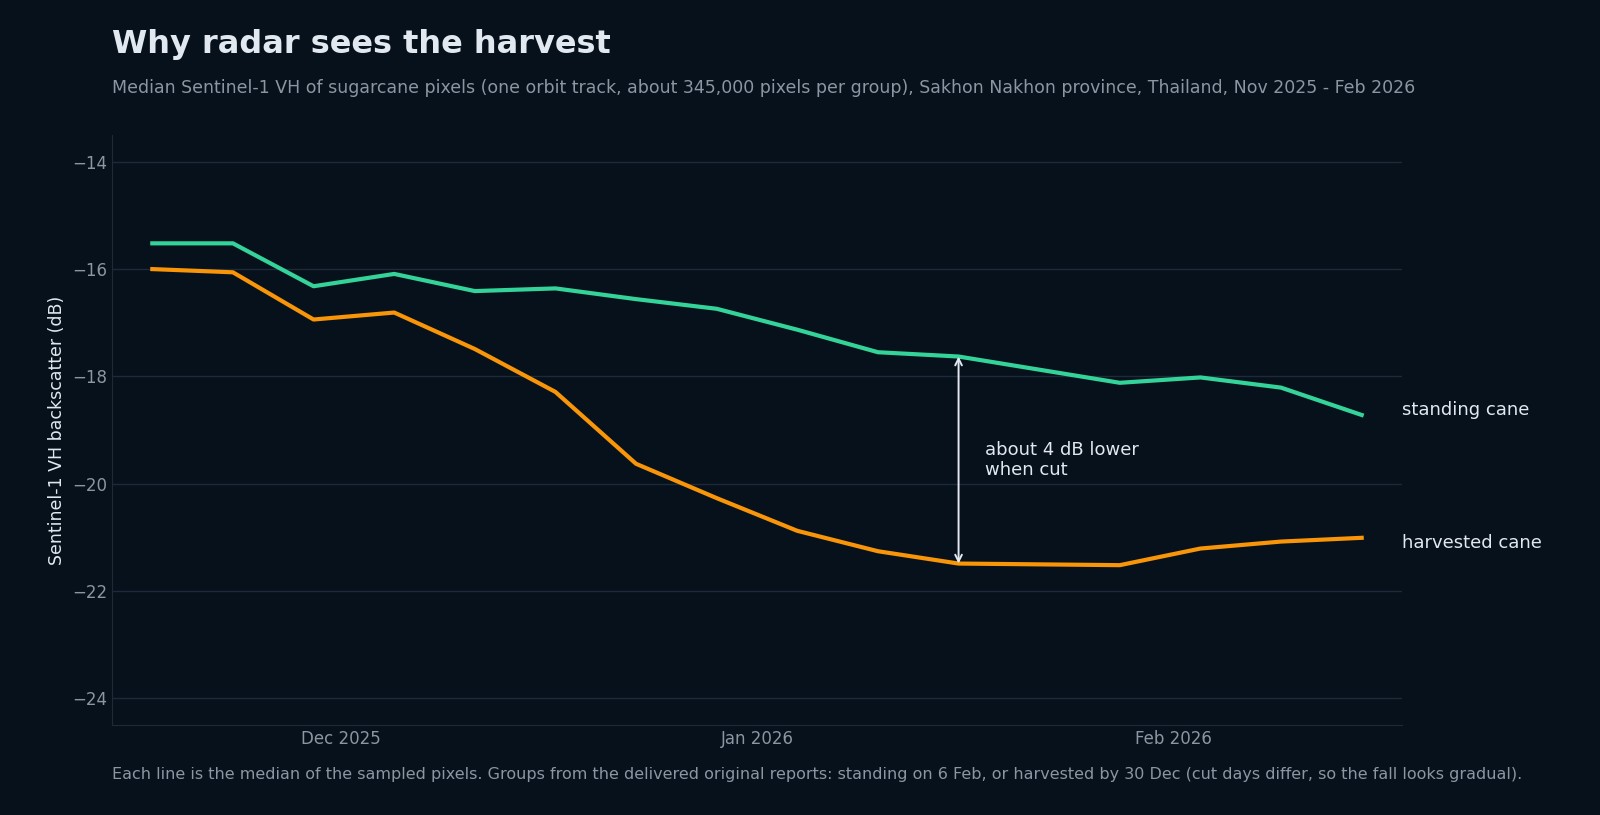 Why radar sees the harvest
Median Sentinel-1 VH of sugarcane pixels (one orbit track, about 345,000 pixels per group), Sakhon Nakhon province, Thailand, Nov 2025 - Feb 2026
Sentinel-1 VH backscatter (dB)
−14
−16
−18
−20
−22
−24
about 4 dB lower
when cut
standing cane
harvested cane
Dec 2025
Jan 2026
Feb 2026
Each line is the median of the sampled pixels. Groups from the delivered original reports: standing on 6 Feb, or harvested by 30 Dec (cut days differ, so the fall looks gradual).